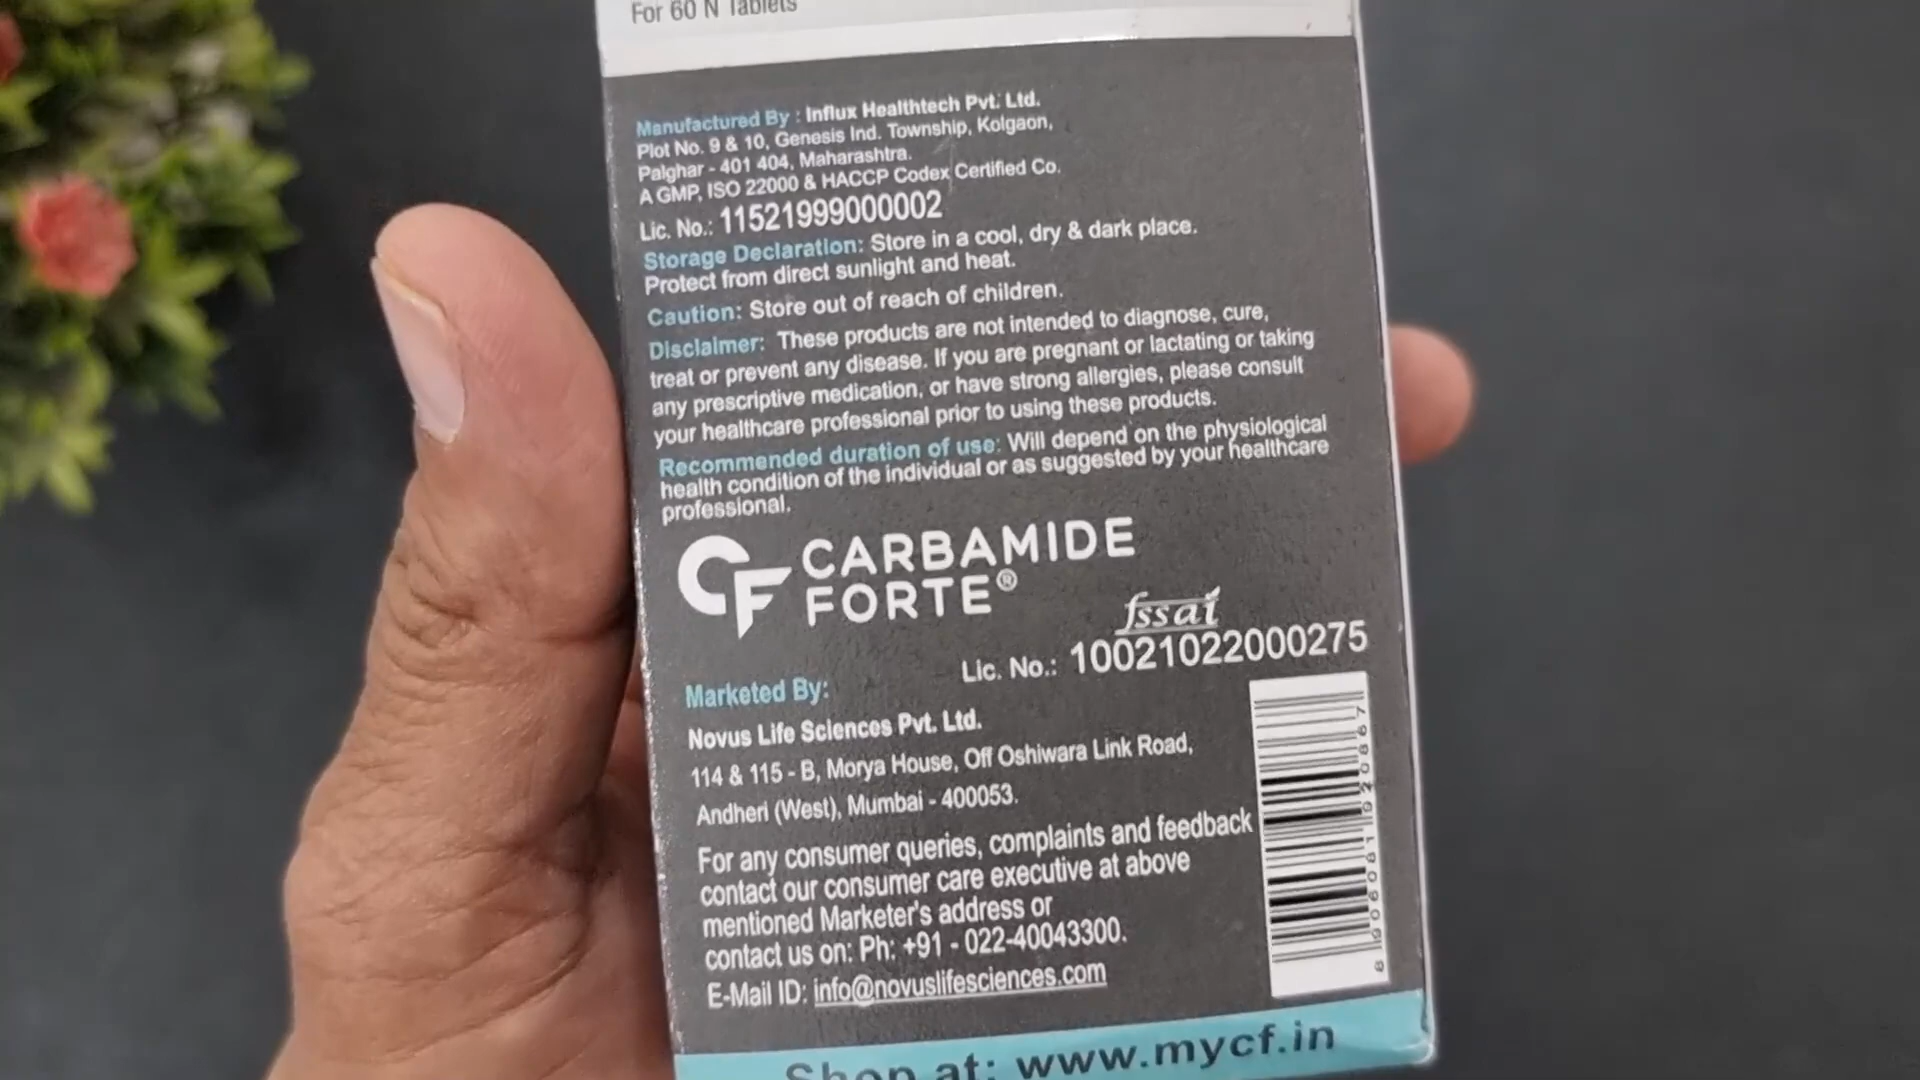 For 60 N Tablets
Manufactured By : Influx Healthtech Pvt. Ltd.
Plot No. 9 & 10, Genesis Ind. Township, Kolgaon,
Palghar - 401 404, Maharashtra.
A GMP, ISO 22000 & HACCP Codex Certified Co.
Lic. No.: 11521999000002
Storage Declaration: Store in a cool, dry & dark place.
Protect from direct sunlight and heat.
Caution: Store out of reach of children.
Disclaimer: These products are not intended to diagnose, cure,
treat or prevent any disease. If you are pregnant or lactating or taking
any prescriptive medication, or have strong allergies, please consult
your healthcare professional prior to using these products.
Recommended duration of use: Will depend on the physiological
health condition of the individual or as suggested by your healthcare
professional.
CF CARBAMIDE
FORTE®
fssai
Lic. No.: 10021022000275
Marketed By:
Novus Life Sciences Pvt. Ltd.
114 & 115 - B, Morya House, Off Oshiwara Link Road,
Andheri (West), Mumbai - 400053.
For any consumer queries, complaints and feedback
contact our consumer care executive at above
mentioned Marketer's address or
contact us on: Ph: +91 - 022-40043300.
E-Mail ID: info@novuslifesciences.com
8 906081 920867
Shop at: www.mycf.in